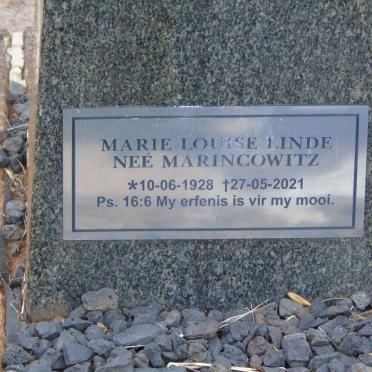 MARIE LOUISE LINDE
NEÉ MARINCOWITZ
*10-06-1928 †27-05-2021
Ps. 16:6 My erfenis is vir my mooi.